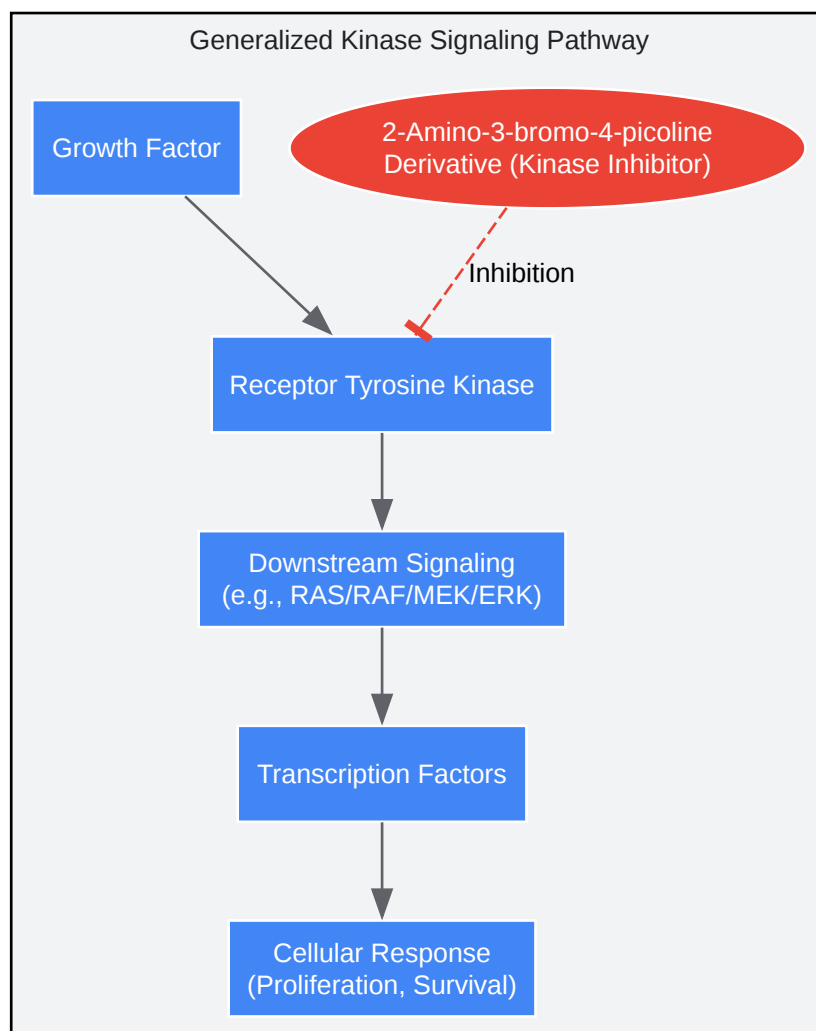 Generalized Kinase Signaling Pathway
Growth Factor
2-Amino-3-bromo-4-picoline
Derivative (Kinase Inhibitor)
Inhibition
Receptor Tyrosine Kinase
Downstream Signaling
(e.g., RAS/RAF/MEK/ERK)
Transcription Factors
Cellular Response
(Proliferation, Survival)